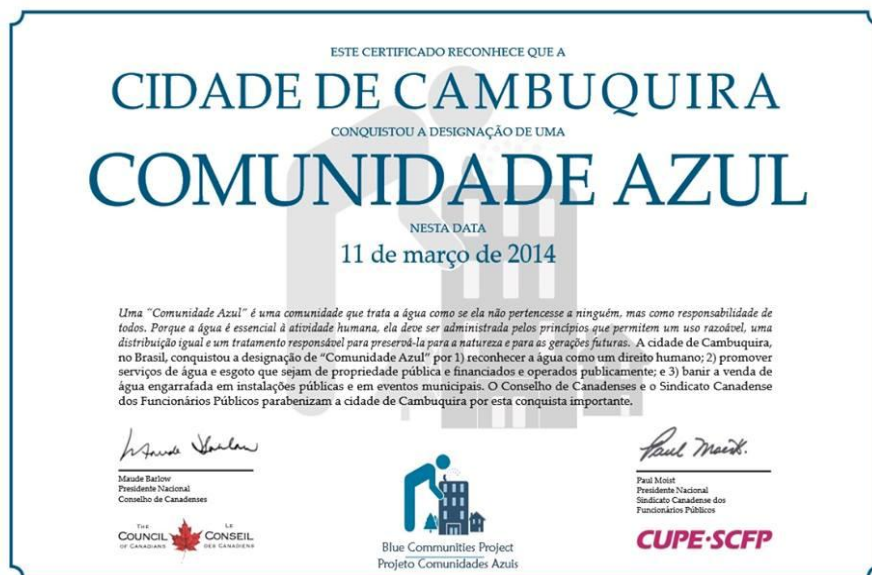 ESTE CERTIFICADO RECONHECE QUE A
CIDADE DE CAMBUQUIRA
CONQUISTOU A DESIGNAÇÃO DE UMA
COMUNIDADE AZUL
NESTA DATA
11 de março de 2014
Uma "Comunidade Azul" é uma comunidade que trata a água como se ela não pertencesse a ninguém, mas como responsabilidade de
todos. Porque a água é essencial à atividade humana, ela deve ser administrada pelos princípios que permitem um uso razoável, uma
distribuição igual e um tratamento responsável para preservá-la para a natureza e para as gerações futuras. A cidade de Cambuquira,
no Brasil, conquistou a designação de "Comunidade Azul" por 1) reconhecer a água como um direito humano; 2) promover
serviços de água e esgoto que sejam de propriedade pública e financiados e operados publicamente; e 3) banir a venda de
água engarrafada em instalações públicas e em eventos municipais. O Conselho de Canadenses e o Sindicato Canadense
dos Funcionários Públicos parabenizam a cidade de Cambuquira por esta conquista importante.
Maude Barlow
Maude Barlow
Presidente Nacional
Conselho de Canadenses
THE COUNCIL OF CANADIANS
LE CONSEIL DES CANADIENS
Blue Communities Project
Projeto Comunidades Azuis
Paul Moist.
Paul Moist
Presidente Nacional
Sindicato Canadense dos
Funcionários Públicos
CUPE·SCFP